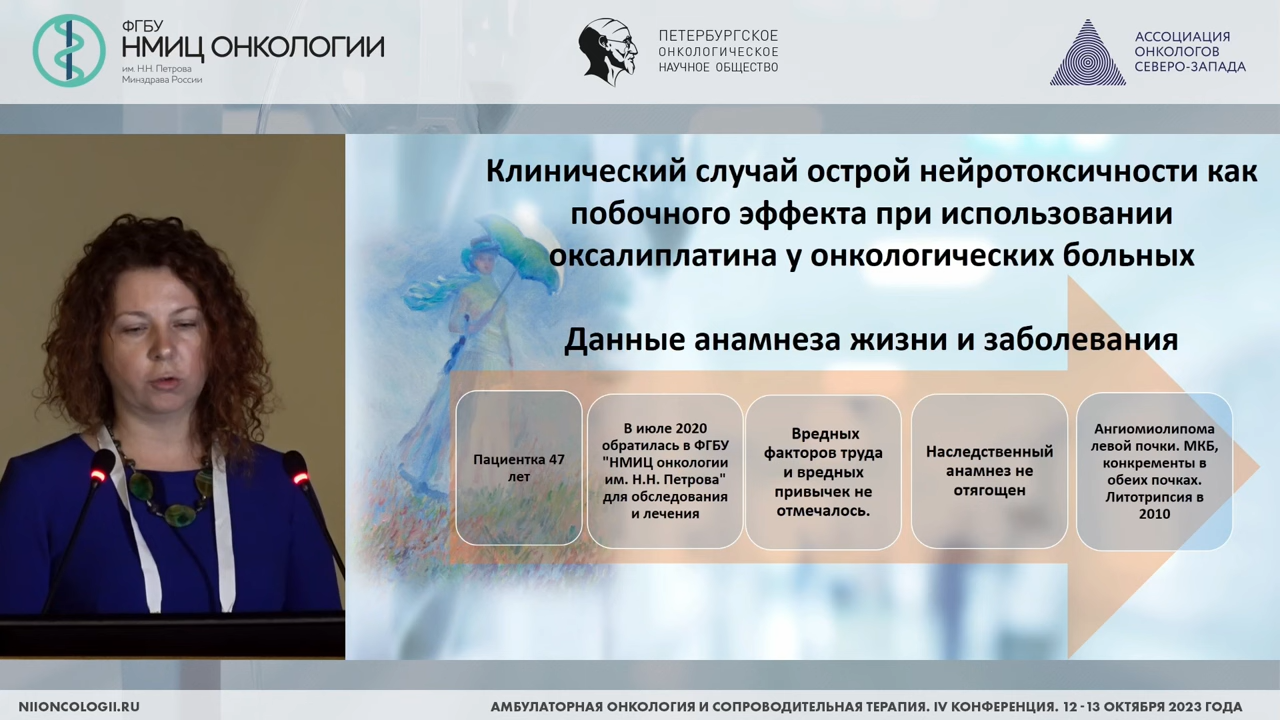 ФГБУ
НМИЦ ОНКОЛОГИИ
им. Н.Н. Петрова
Минздрава России
ПЕТЕРБУРГСКОЕ
ОНКОЛОГИЧЕСКОЕ
НАУЧНОЕ ОБЩЕСТВО
АССОЦИАЦИЯ
ОНКОЛОГОВ
СЕВЕРО-ЗАПАДА
Клинический случай острой нейротоксичности как
побочного эффекта при использовании
оксалиплатина у онкологических больных
Данные анамнеза жизни и заболевания
Пациентка 47
лет
В июле 2020
обратилась в ФГБУ
"НМИЦ онкологии
им. Н.Н. Петрова"
для обследования
и лечения
Вредных
факторов труда
и вредных
привычек не
отмечалось.
Наследственный
анамнез не
отягощен
Ангиомиолипома
левой почки. МКБ,
конкременты в
обеих почках.
Литотрипсия в
2010
NIIONCOLOGII.RU
АМБУЛАТОРНАЯ ОНКОЛОГИЯ И СОПРОВОДИТЕЛЬНАЯ ТЕРАПИЯ. IV КОНФЕРЕНЦИЯ. 12 - 13 ОКТЯБРЯ 2023 ГОДА